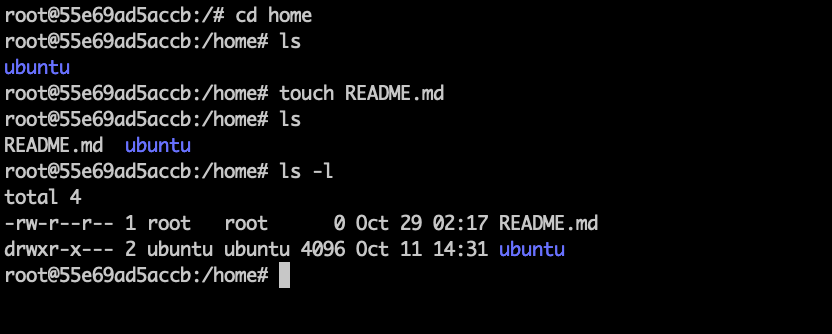 root@55e69ad5accb:/# cd home
root@55e69ad5accb:/home# ls
ubuntu
root@55e69ad5accb:/home# touch README.md
root@55e69ad5accb:/home# ls
README.md  ubuntu
root@55e69ad5accb:/home# ls -l
total 4
-rw-r--r-- 1 root   root      0 Oct 29 02:17 README.md
drwxr-x--- 2 ubuntu ubuntu 4096 Oct 11 14:31 ubuntu
root@55e69ad5accb:/home#